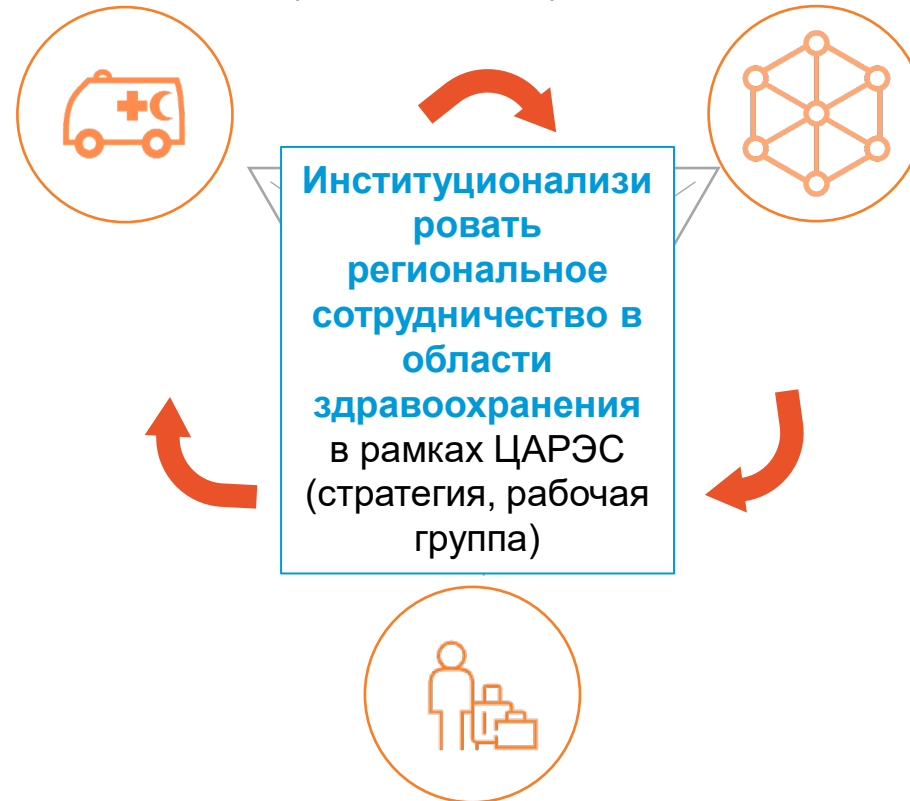 Институционализи
ровать
региональное
сотрудничество в
области
здравоохранения
в рамках ЦАРЭС
(стратегия, рабочая
группа)